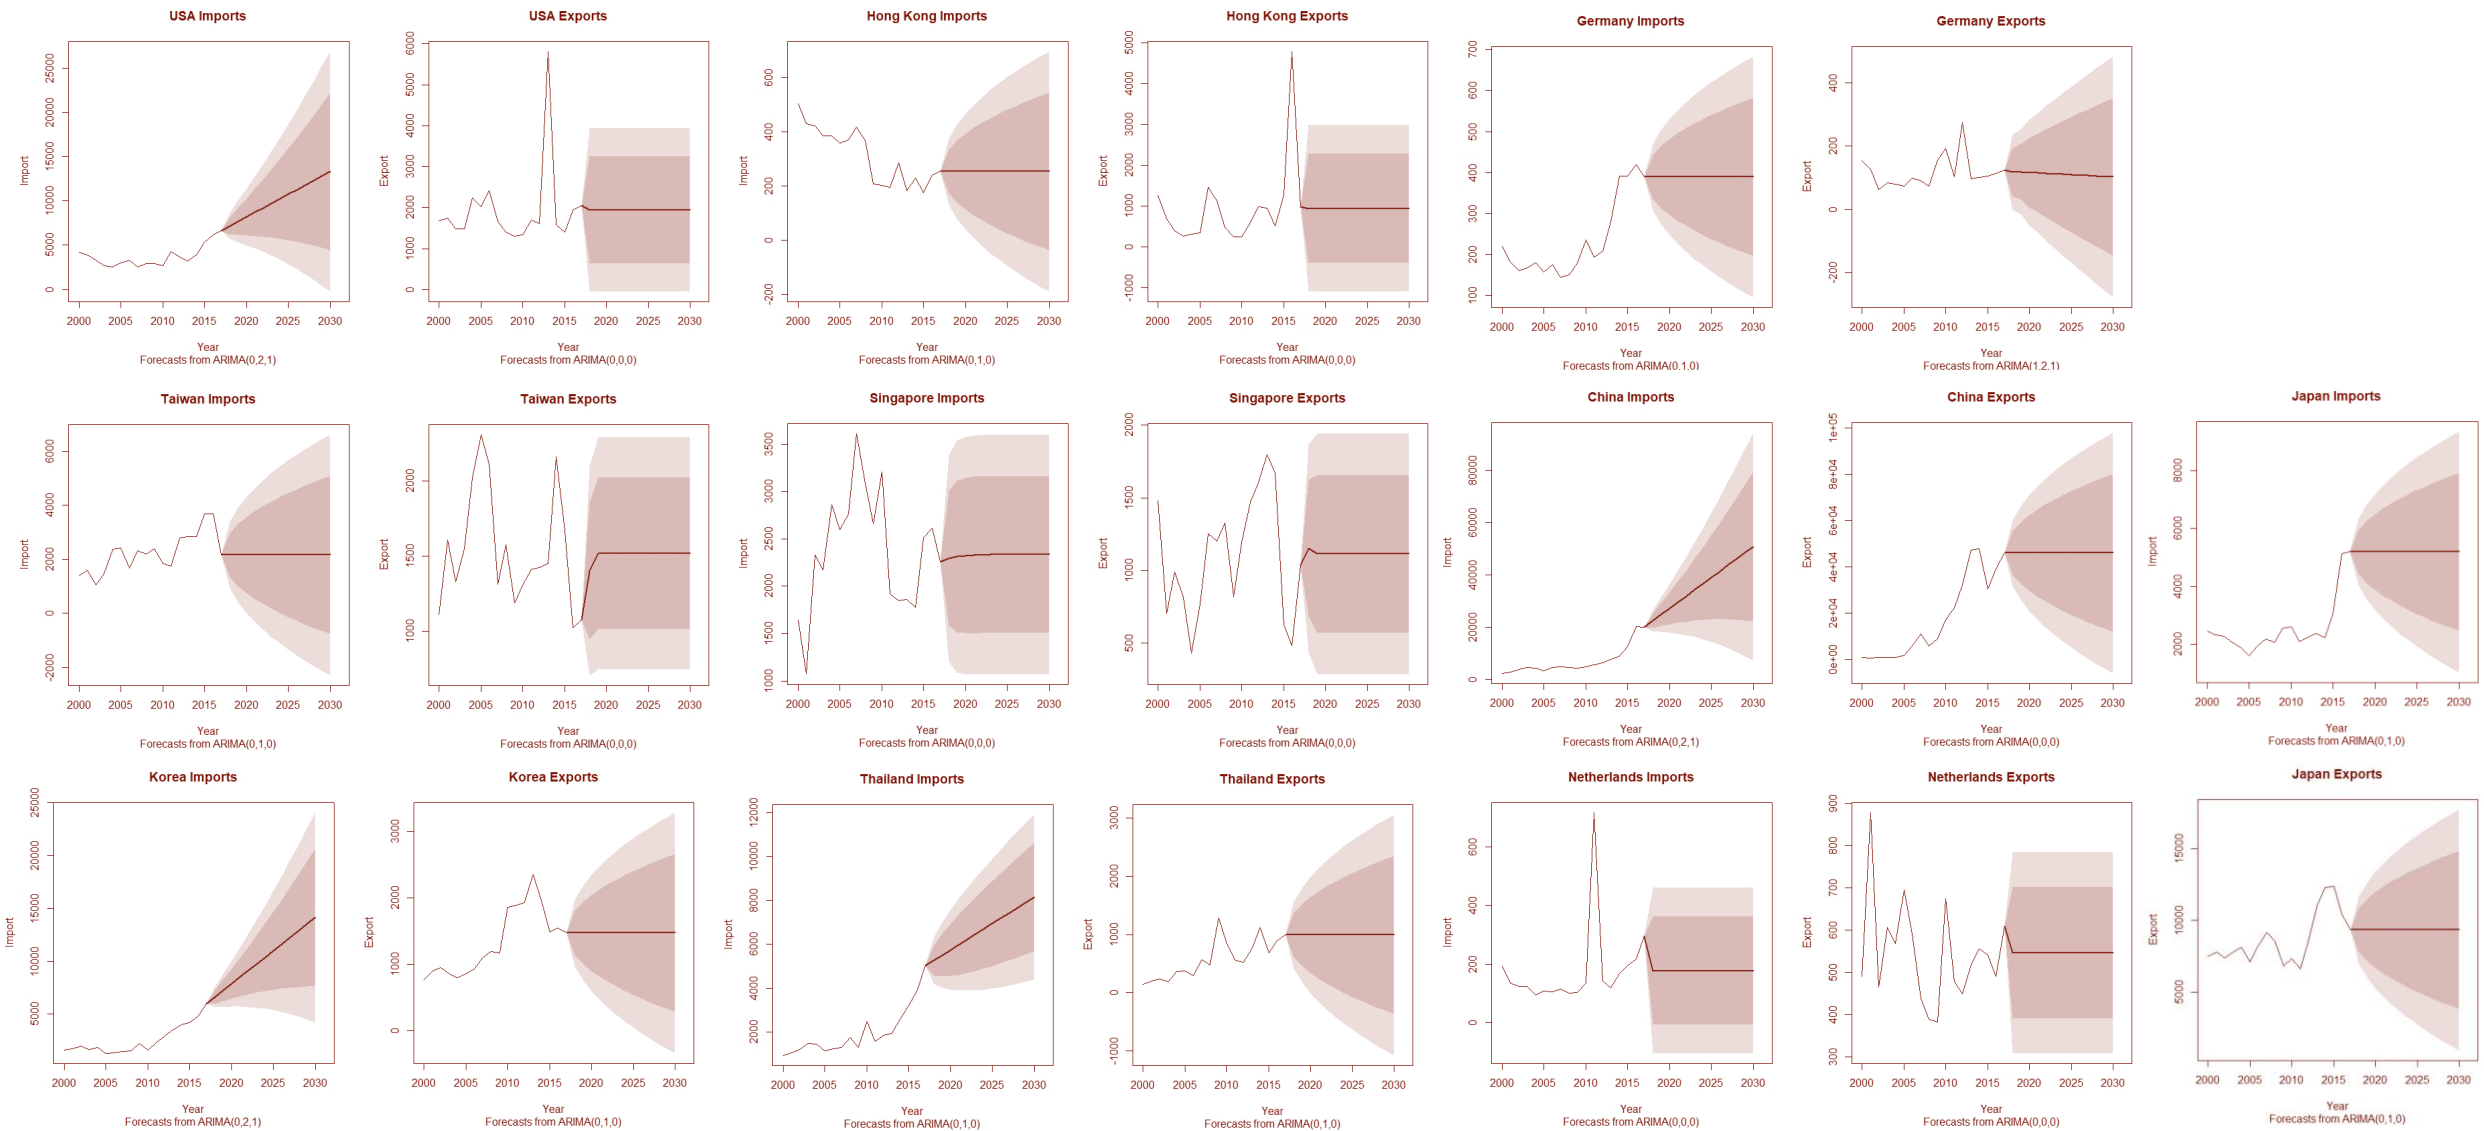 USA Imports
Import
25000
20000
15000
10000
5000
0
2000 2005 2010 2015 2020 2025 2030
Year
Forecasts from ARIMA(0,2,1)
USA Exports
Export
6000
5000
4000
3000
2000
1000
0
2000 2005 2010 2015 2020 2025 2030
Year
Forecasts from ARIMA(0,0,0)
Hong Kong Imports
Import
600
400
200
0
-200
2000 2005 2010 2015 2020 2025 2030
Year
Forecasts from ARIMA(0,1,0)
Hong Kong Exports
Export
5000
4000
3000
2000
1000
0
-1000
2000 2005 2010 2015 2020 2025 2030
Year
Forecasts from ARIMA(0,0,0)
Germany Imports
Import
700
600
500
400
300
200
100
2000 2005 2010 2015 2020 2025 2030
Year
Forecasts from ARIMA(0,1,0)
Germany Exports
Export
400
200
0
-200
2000 2005 2010 2015 2020 2025 2030
Year
Forecasts from ARIMA(1,2,1)
Taiwan Imports
Import
6000
4000
2000
0
-2000
2000 2005 2010 2015 2020 2025 2030
Year
Forecasts from ARIMA(0,1,0)
Taiwan Exports
Export
2000
1500
1000
2000 2005 2010 2015 2020 2025 2030
Year
Forecasts from ARIMA(0,0,0)
Singapore Imports
Import
3500
3000
2500
2000
1500
1000
2000 2005 2010 2015 2020 2025 2030
Year
Forecasts from ARIMA(0,0,0)
Singapore Exports
Export
2000
1500
1000
500
2000 2005 2010 2015 2020 2025 2030
Year
Forecasts from ARIMA(0,0,0)
China Imports
Import
80000
60000
40000
20000
0
2000 2005 2010 2015 2020 2025 2030
Year
Forecasts from ARIMA(0,2,1)
China Exports
Export
1e+05
8e+04
6e+04
4e+04
2e+04
0e+00
2000 2005 2010 2015 2020 2025 2030
Year
Forecasts from ARIMA(0,0,0)
Japan Imports
Import
8000
6000
4000
2000
2000 2005 2010 2015 2020 2025 2030
Year
Forecasts from ARIMA(0,1,0)
Korea Imports
Import
25000
20000
15000
10000
5000
2000 2005 2010 2015 2020 2025 2030
Year
Forecasts from ARIMA(0,2,1)
Korea Exports
Export
3000
2000
1000
0
2000 2005 2010 2015 2020 2025 2030
Year
Forecasts from ARIMA(0,1,0)
Thailand Imports
Import
12000
10000
8000
6000
4000
2000
2000 2005 2010 2015 2020 2025 2030
Year
Forecasts from ARIMA(0,1,0)
Thailand Exports
Export
3000
2000
1000
0
-1000
2000 2005 2010 2015 2020 2025 2030
Year
Forecasts from ARIMA(0,1,0)
Netherlands Imports
Import
600
400
200
0
2000 2005 2010 2015 2020 2025 2030
Year
Forecasts from ARIMA(0,0,0)
Netherlands Exports
Export
900
800
700
600
500
400
300
2000 2005 2010 2015 2020 2025 2030
Year
Forecasts from ARIMA(0,0,0)
Japan Exports
Export
15000
10000
5000
2000 2005 2010 2015 2020 2025 2030
Year
Forecasts from ARIMA(0,1,0)